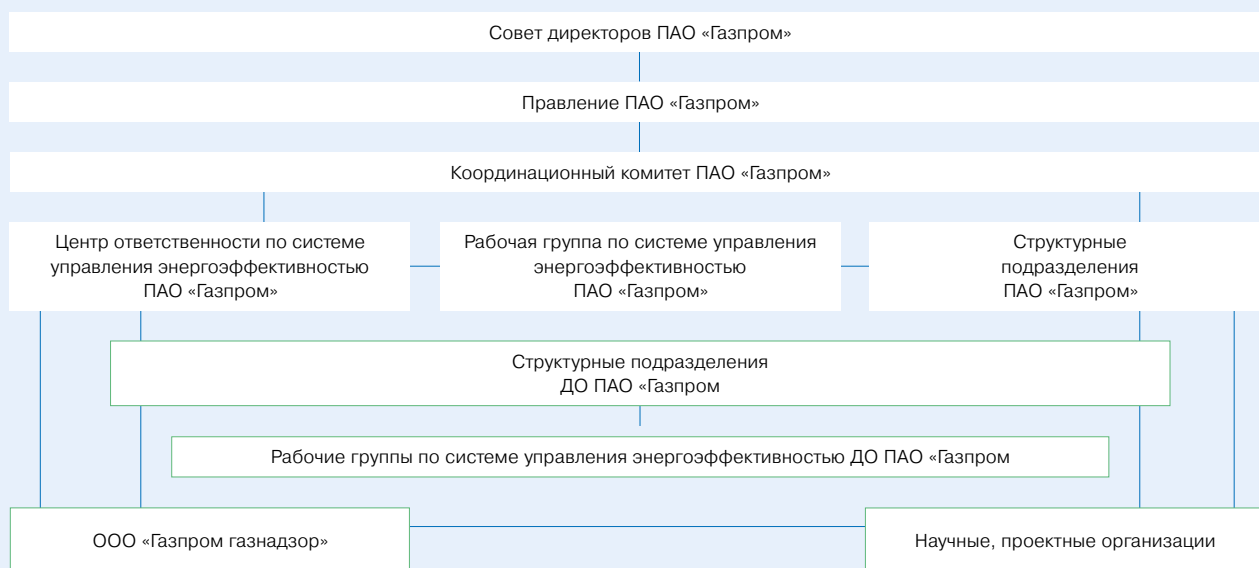 Совет директоров ПАО «Газпром»
Правление ПАО «Газпром»
Координационный комитет ПАО «Газпром»
Центр ответственности по системе
управления энергоэффективностью
ПАО «Газпром»
Рабочая группа по системе управления
энергоэффективностью
ПАО «Газпром»
Структурные
подразделения
ПАО «Газпром»
Структурные подразделения
ДО ПАО «Газпром
Рабочие группы по системе управления энергоэффективностью ДО ПАО «Газпром
ООО «Газпром газнадзор»
Научные, проектные организации